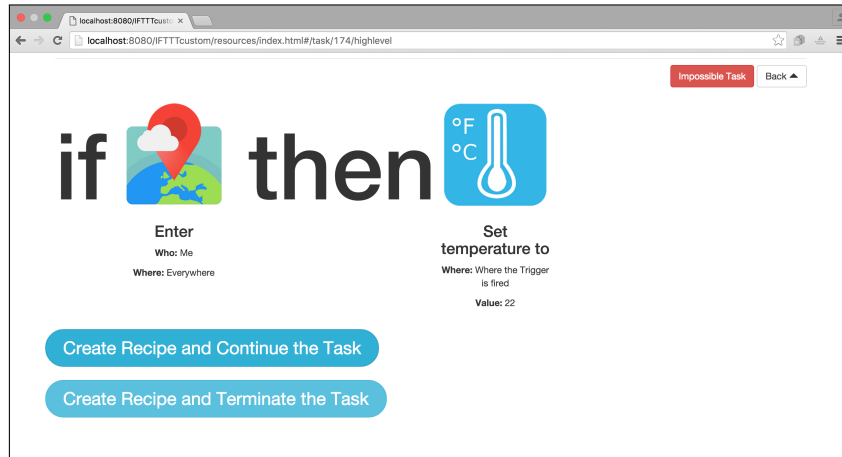 localhost:8080/IFTTTcusto
localhost:8080/IFTTTcustom/resources/index.html#/task/174/highlevel
Impossible Task Back
if then
°F
°C
Enter
Who: Me
Where: Everywhere
Set
temperature to
Where: Where the Trigger
is fired
Value: 22
Create Recipe and Continue the Task
Create Recipe and Terminate the Task